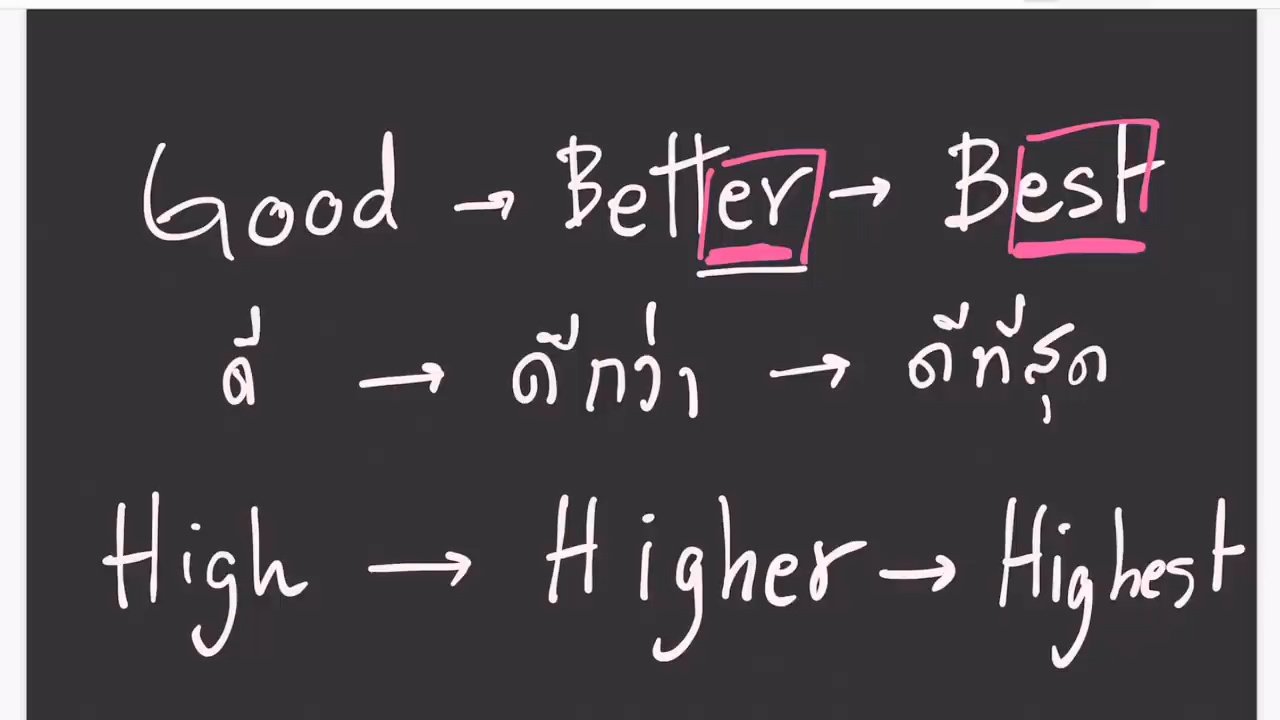 Good → Better → Best
ดี → ดีกว่า → ดีที่สุด
High → Higher → Highest